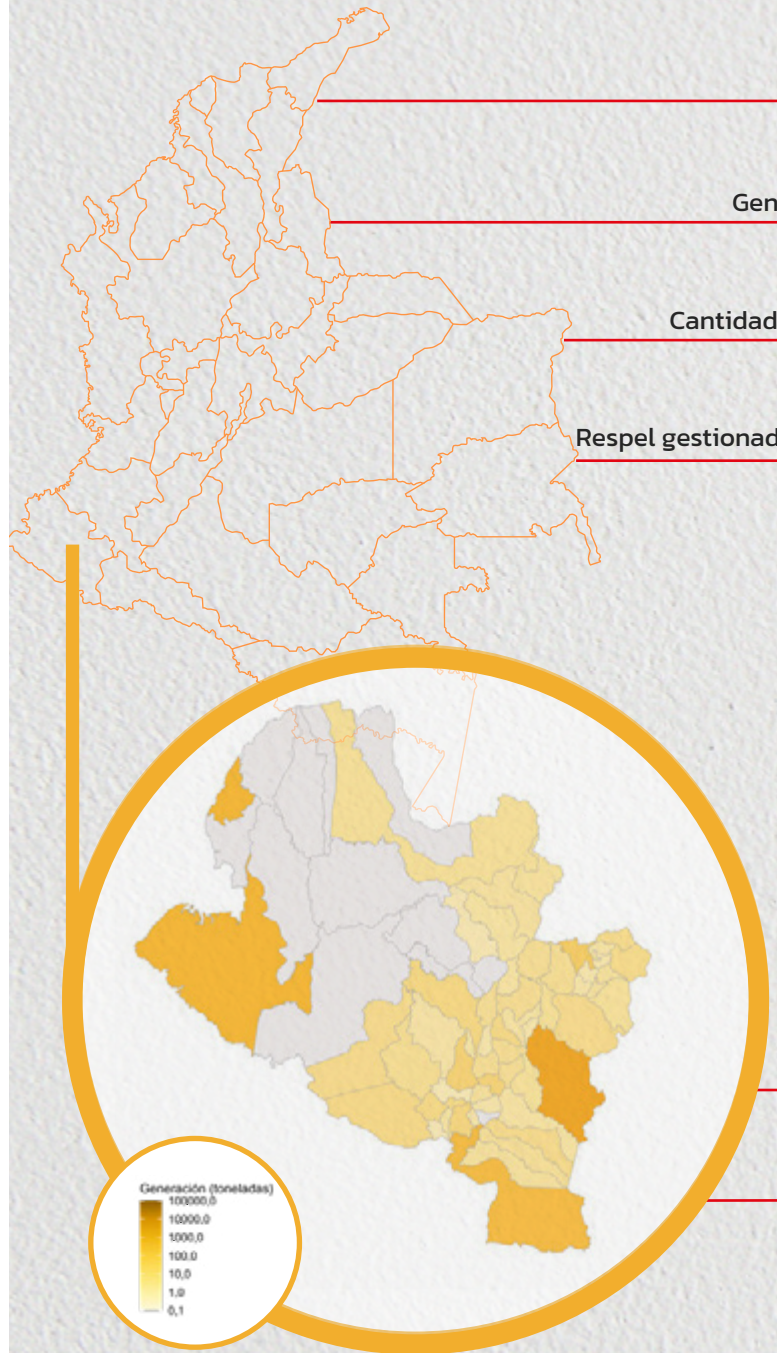 Gen
Cantidad
Respel gestionad
Generación (toneladas)
100000,0
10000,0
1000,0
100,0
10,0
1,0
0,1